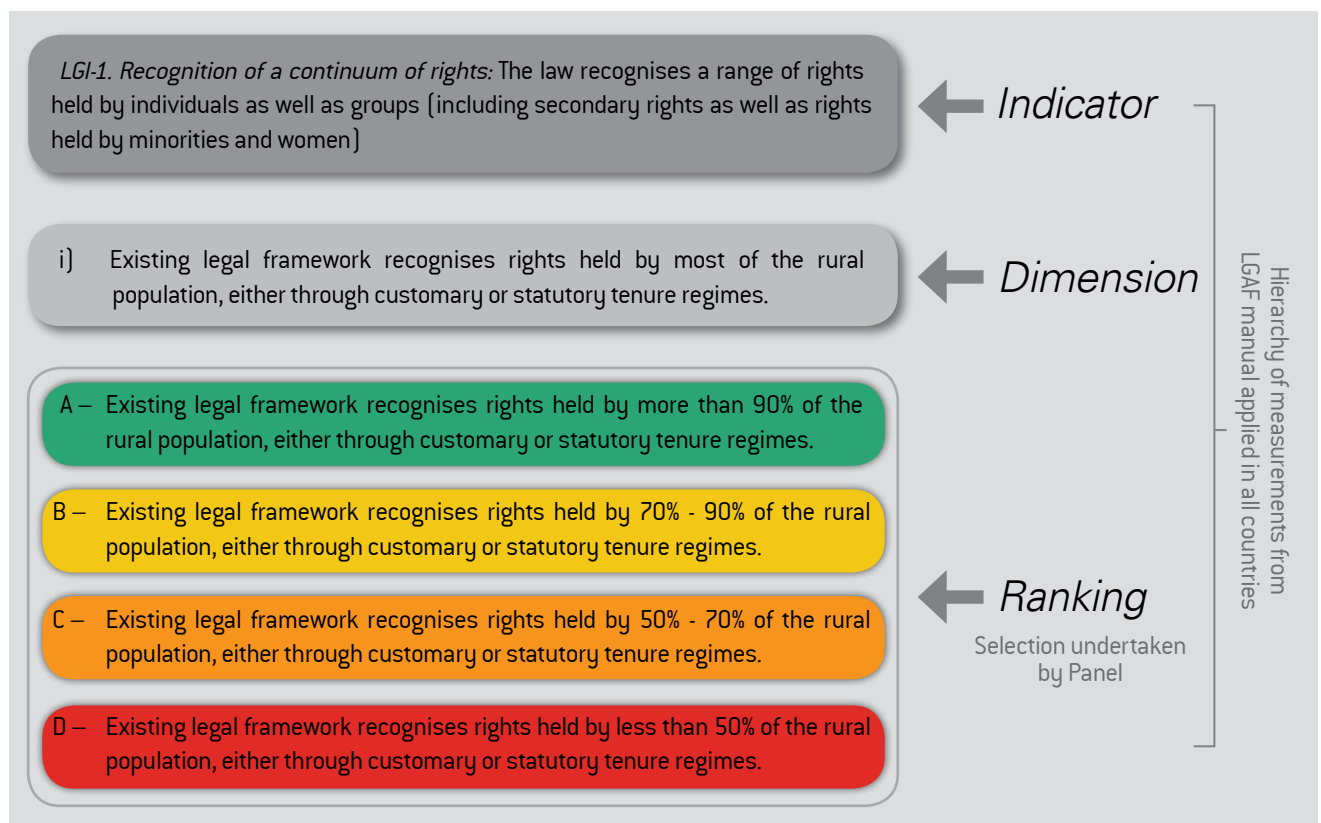 LGI-1. Recognition of a continuum of rights: The law recognises a range of rights
held by individuals as well as groups (including secondary rights as well as rights
held by minorities and women)
Indicator
i) Existing legal framework recognises rights held by most of the rural
population, either through customary or statutory tenure regimes.
Dimension
A – Existing legal framework recognises rights held by more than 90% of the
rural population, either through customary or statutory tenure regimes.
B – Existing legal framework recognises rights held by 70% - 90% of the rural
population, either through customary or statutory tenure regimes.
C – Existing legal framework recognises rights held by 50% - 70% of the rural
population, either through customary or statutory tenure regimes.
D – Existing legal framework recognises rights held by less than 50% of the rural
population, either through customary or statutory tenure regimes.
Ranking
Selection undertaken
by Panel
Hierarchy of measurements from
LGAF manual applied in all countries